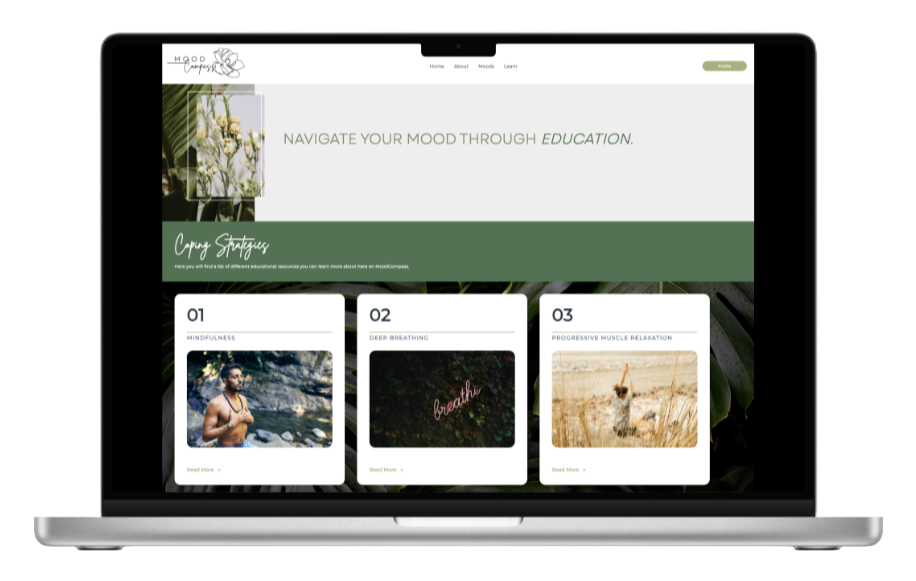 MOOD
Compass
Home About Moods Learn
Profile
NAVIGATE YOUR MOOD THROUGH EDUCATION.
Coping Strategies
Here you will find a list of different educational resources you can learn more about here on MoodCompass.
01
02
03
MINDFULNESS
DEEP BREATHING
PROGRESSIVE MUSCLE RELAXATION
breathe
Read More →
Read More →
Read More →